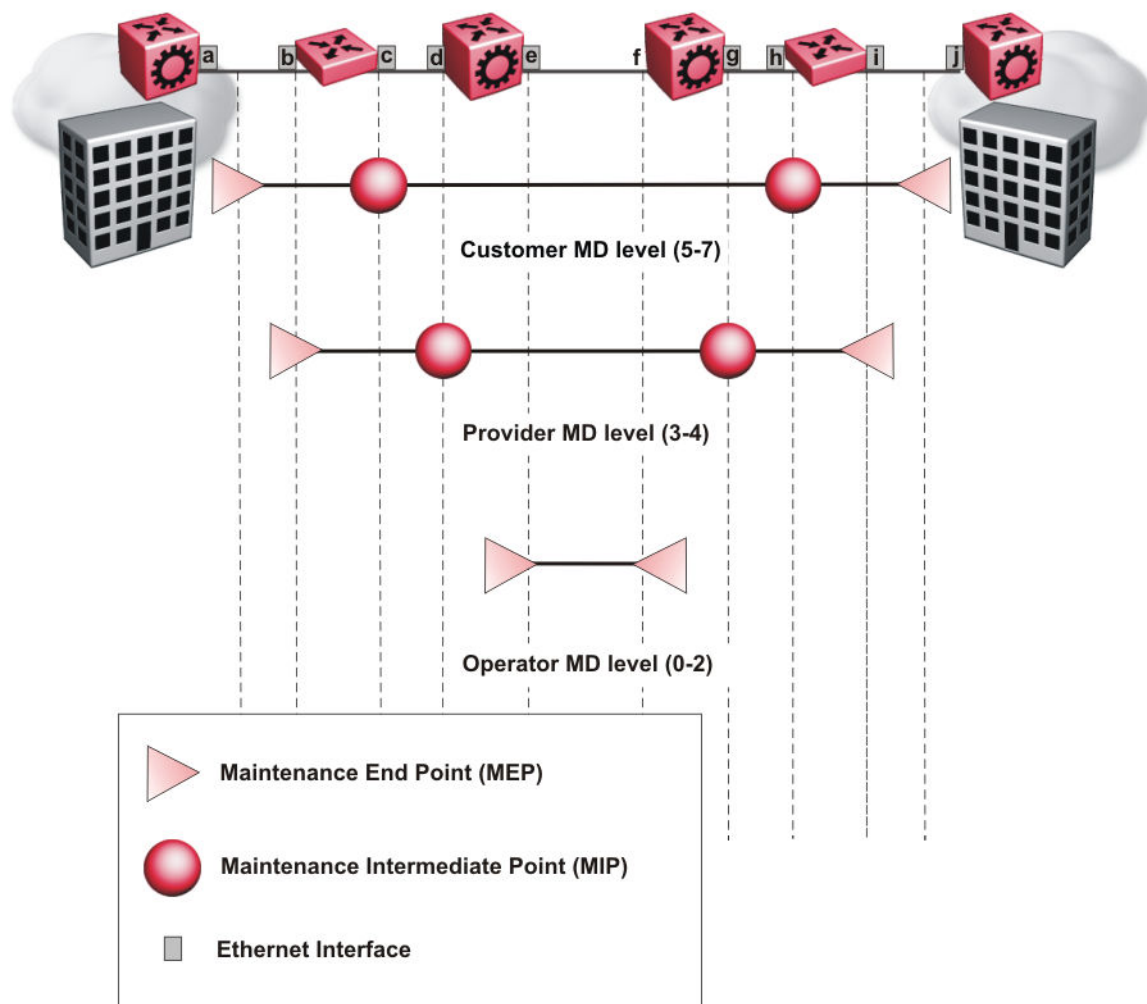 a b c d e f g h i j
Customer MD level (5-7)
Provider MD level (3-4)
Operator MD level (0-2)
Maintenance End Point (MEP)
Maintenance Intermediate Point (MIP)
Ethernet Interface